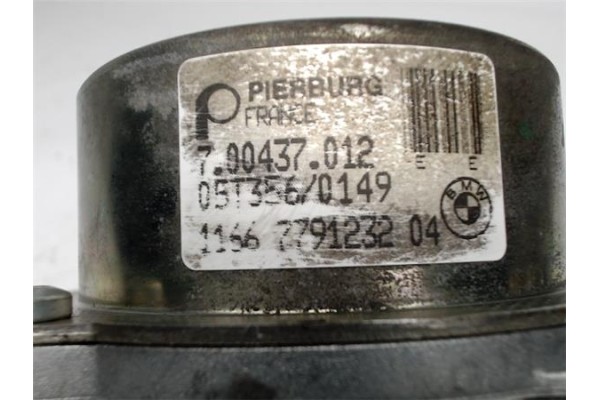 PIERBURG
FRANCE
7.00437.012
05T356/0149
E E
BMW
1166 7791232 04